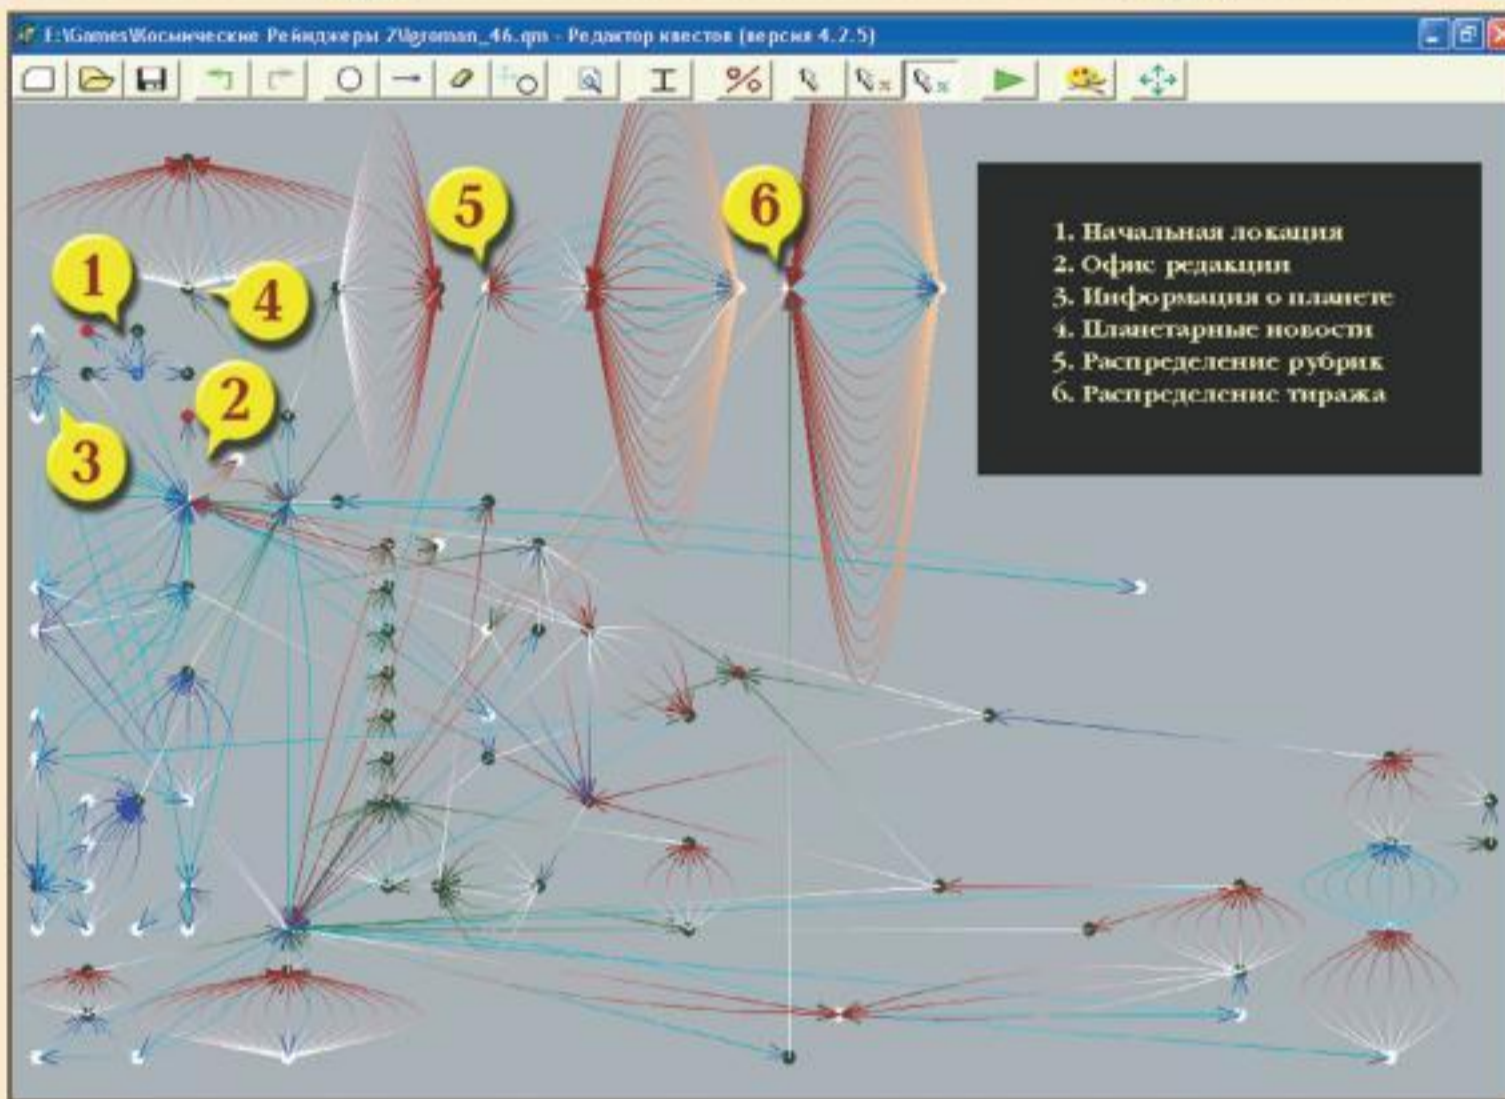 E:\Games\Космические Рейнджеры 2\Igroman_46.qm - Редактор квестов (версия 4.2.5)
5
6
1. Начальная локация
2. Офис редакции
3. Информация о планете
4. Планетарные новости
5. Распределение рубрик
6. Распределение тиража
1
4
2
3